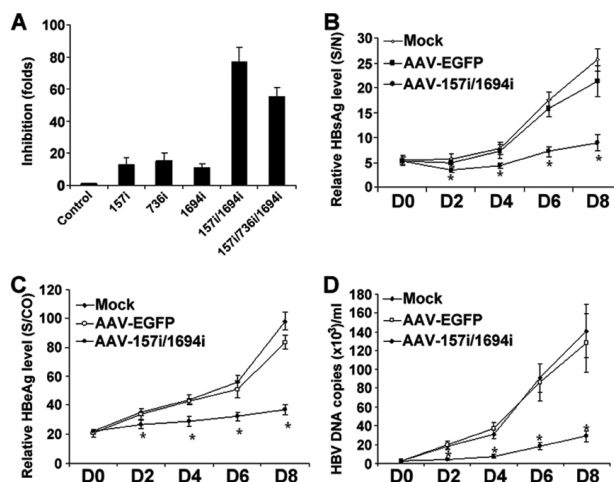 A
Inhibition (folds)
100
80
60
40
20
0
Control
157i
736i
1694i
157i/1694i
157i/736i/1694i
B
Relative HBsAg level (S/N)
35
30
25
20
15
10
5
0
Mock
AAV-EGFP
AAV-157i/1694i
* * * *
D0 D2 D4 D6 D8
C
Relative HBeAg level (S/CO)
120
100
80
60
40
20
0
Mock
AAV-EGFP
AAV-157i/1694i
* * * *
D0 D2 D4 D6 D8
D
HBV DNA copies (x10³)/ml
180
160
140
120
100
80
60
40
20
0
Mock
AAV-EGFP
AAV-157i/1694i
* * * *
D0 D2 D4 D6 D8